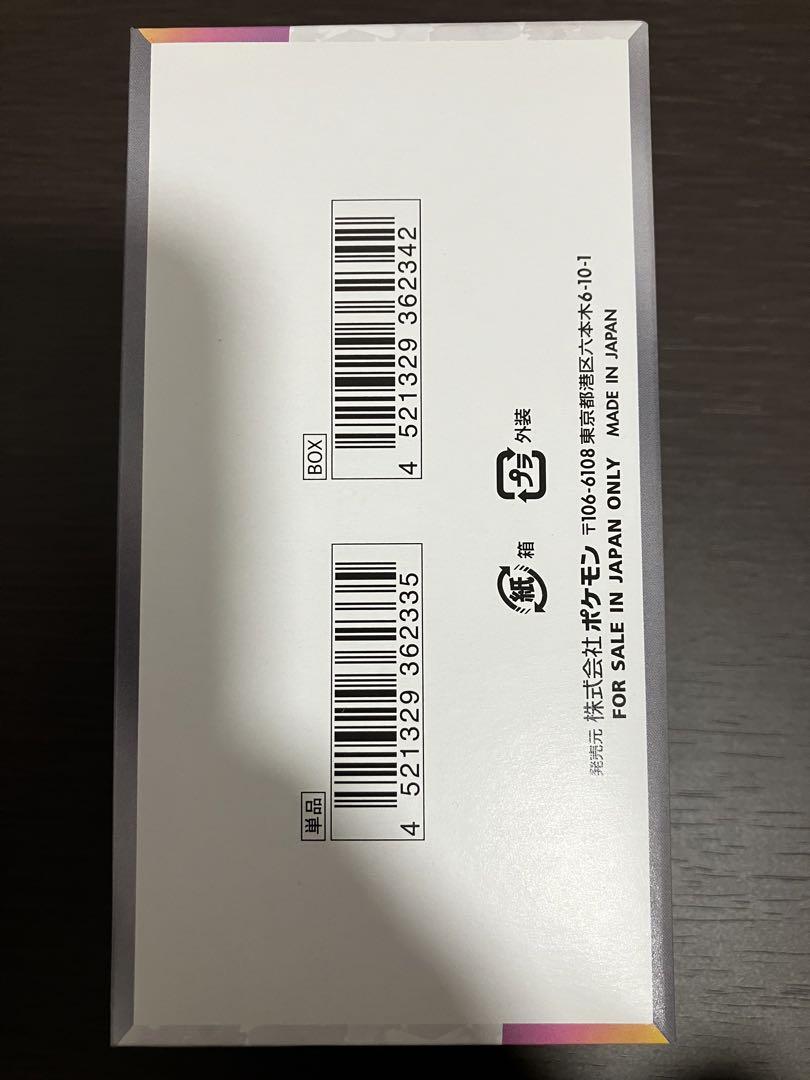 単品
4 521329 362335
BOX
4 521329 362342
紙 箱
プラ 外装
発売元 株式会社 ポケモン 〒106-6108 東京都港区六本木6-10-1
FOR SALE IN JAPAN ONLY MADE IN JAPAN